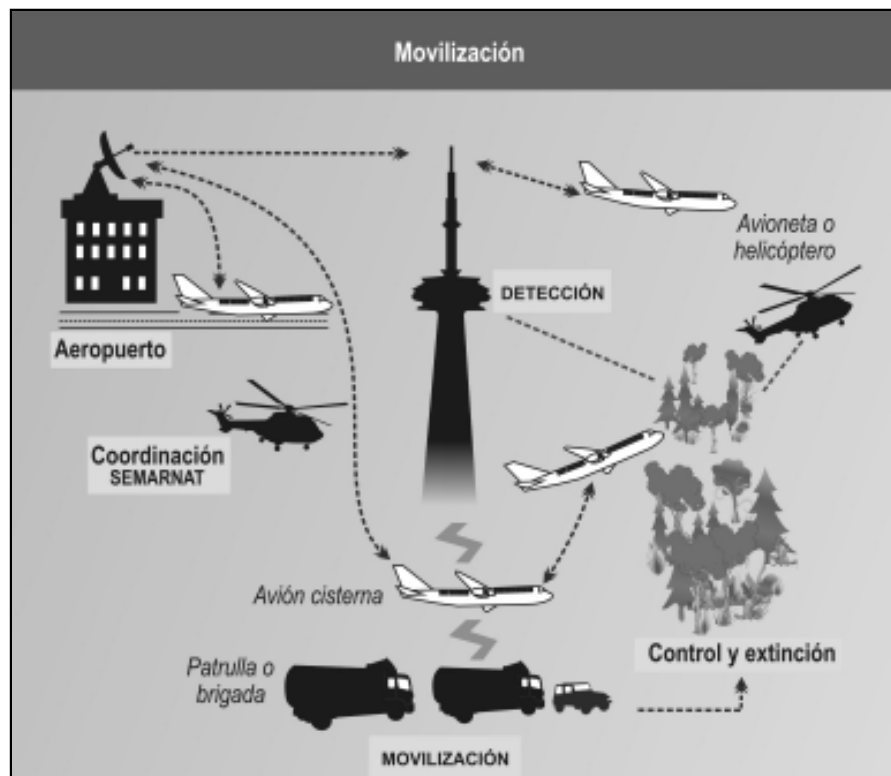 Movilización
Avioneta o
helicóptero
DETECCIÓN
Aeropuerto
Coordinación
SEMARNAT
Avión cisterna
Control y extinción
Patrulla o
brigada
MOVILIZACIÓN